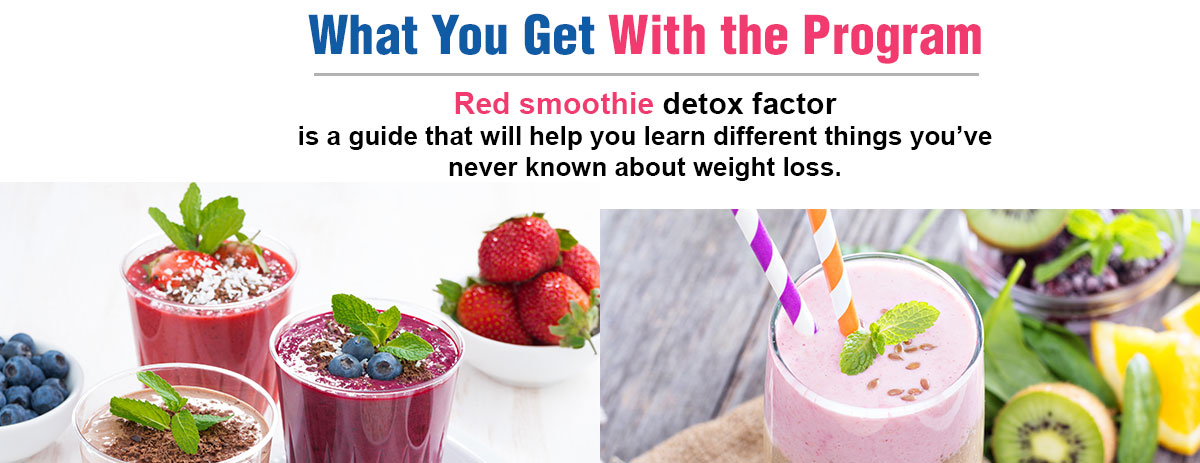 What You Get With the Program
Red smoothie detox factor
is a guide that will help you learn different things you’ve
never known about weight loss.